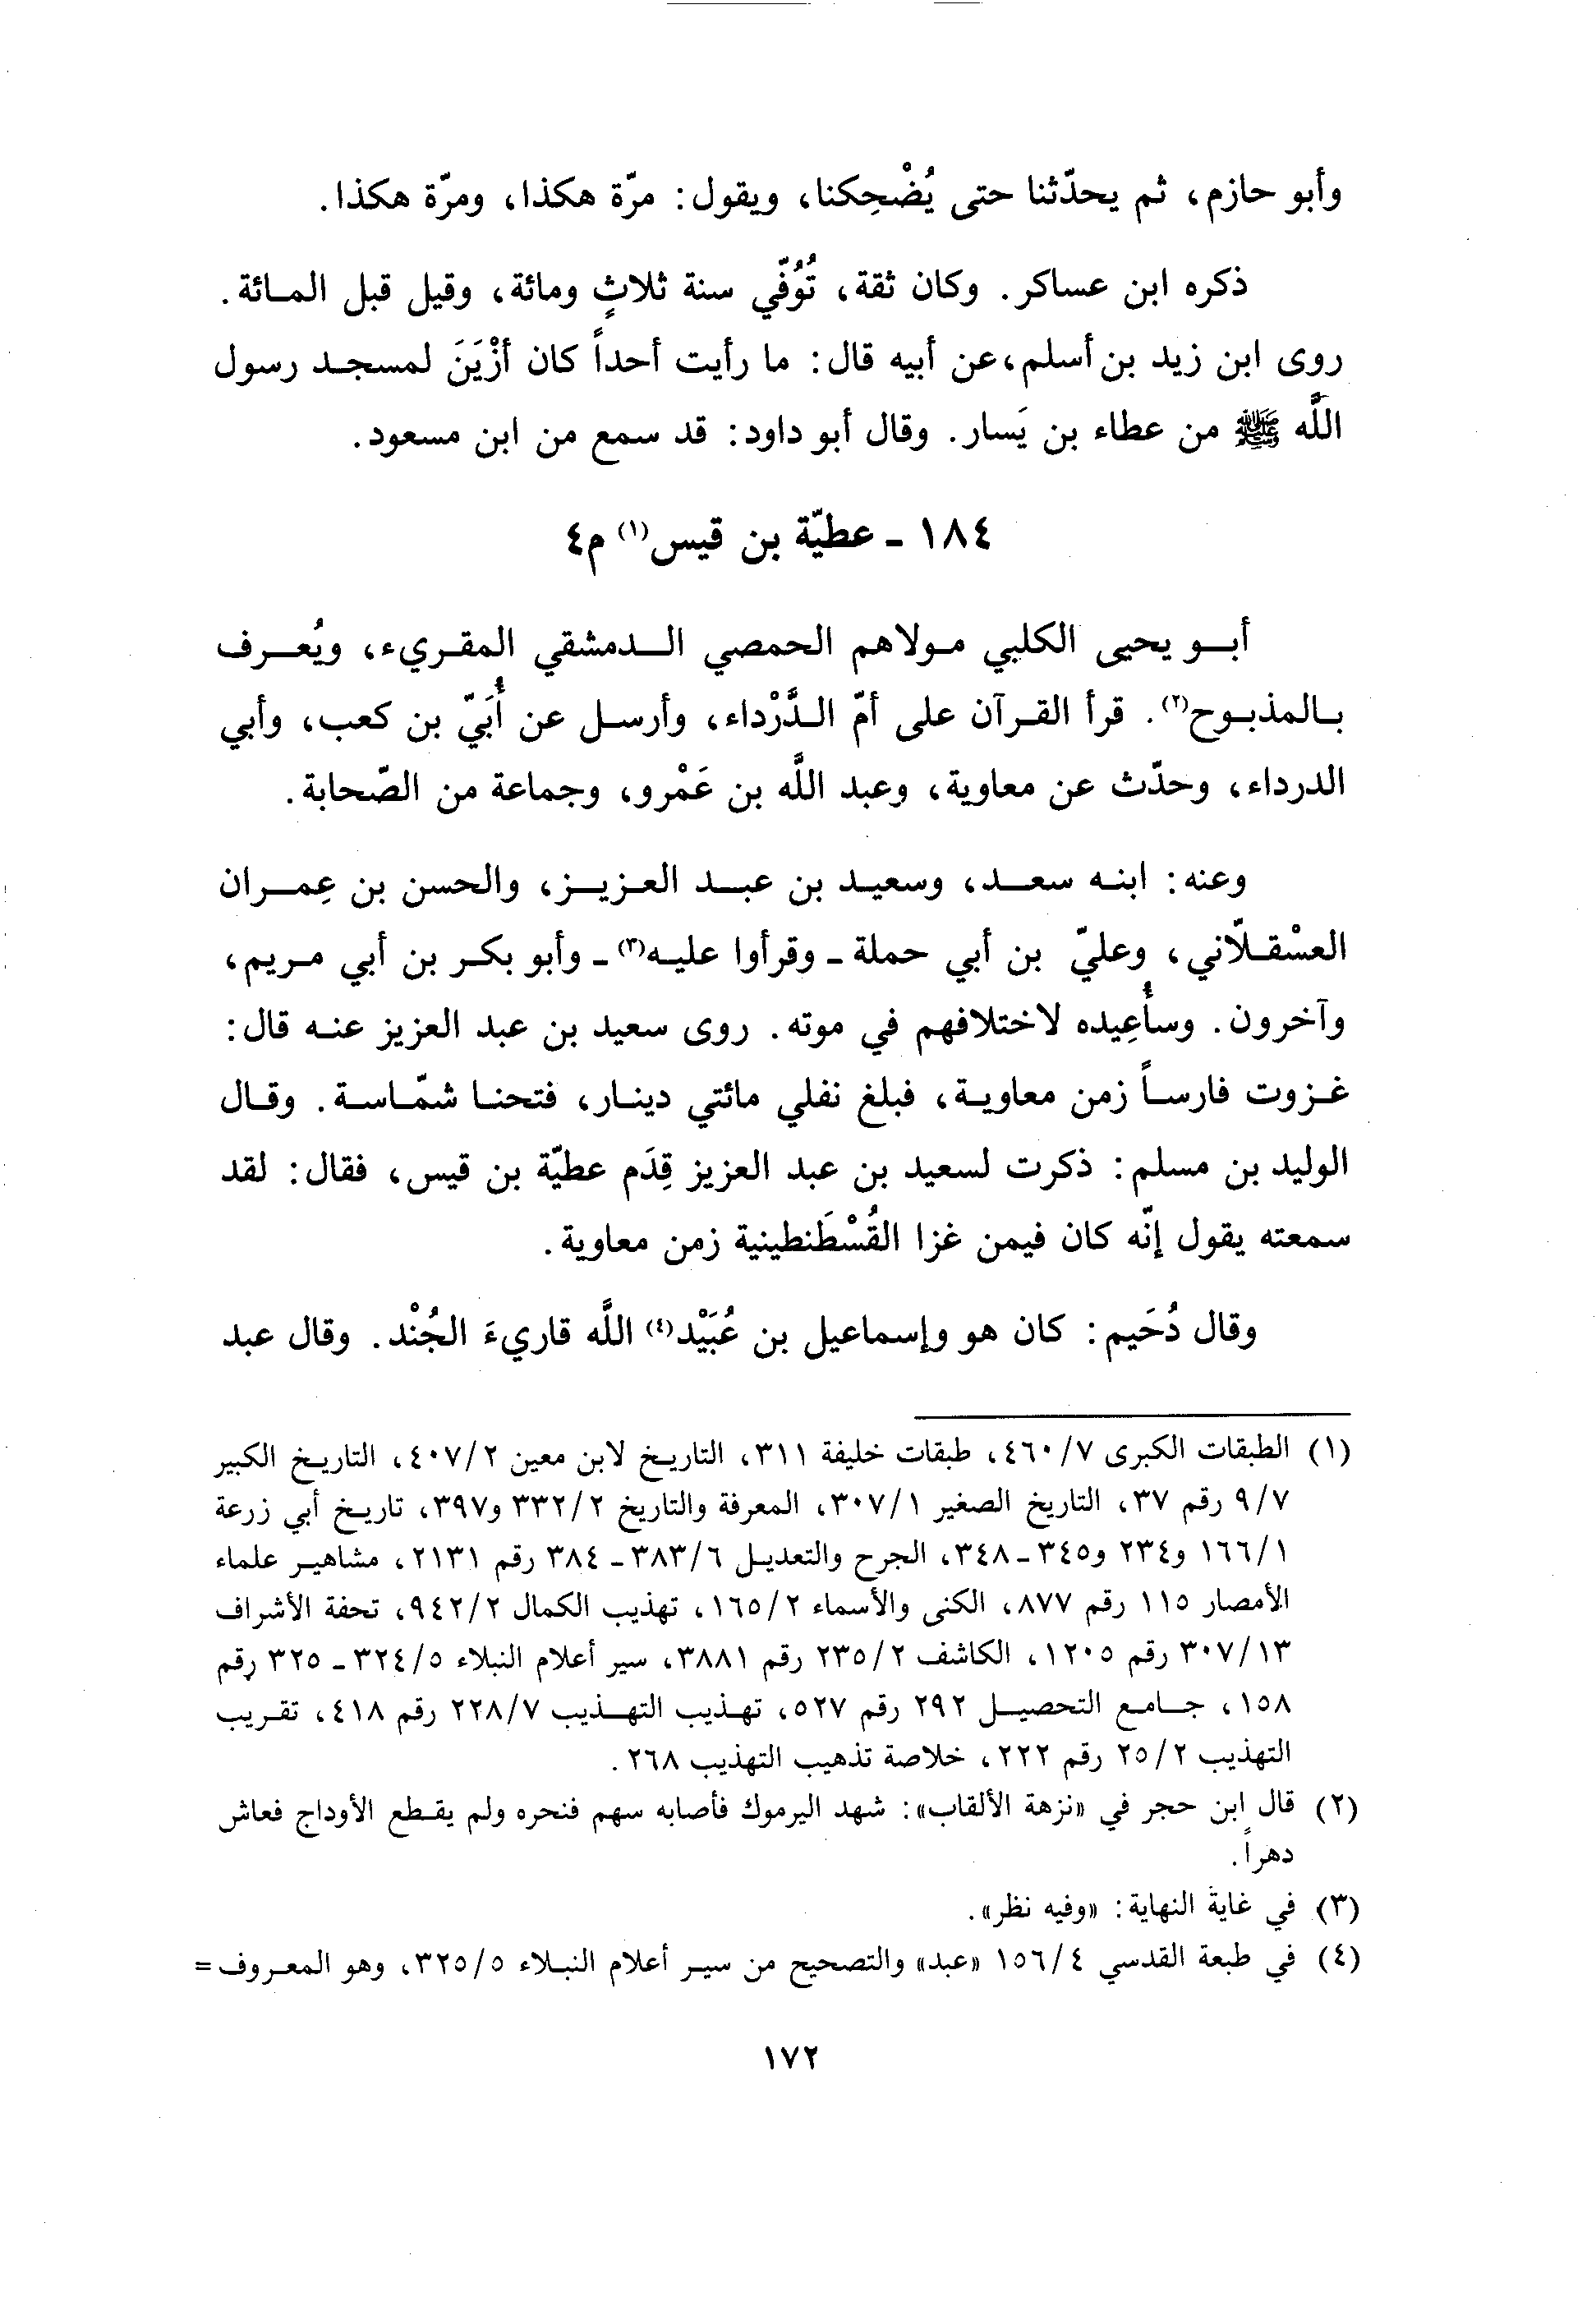 وأبو حازم، ثم يحدّثنا حتى يُضْحِكنا، ويقول: مرّة هكذا، ومرّة هكذا.
ذكره ابن عساكر. وكان ثقة، تُوُفّي سنة ثلاثٍ ومائة، وقيل قبل المائة.
روى ابن زيد بن أسلم، عن أبيه قال: ما رأيت أحداً كان أزْيَنَ لمسجد رسول
اللَّه ﷺ من عطاء بن يَسار. وقال أبو داود: قد سمع من ابن مسعود.
١٨٤ - عطيّة بن قيس(١) م٤
أبو يحيى الكلبي مولاهم الحمصي الدمشقي المقريء، ويُعرف
بالمذبوح(٢). قرأ القرآن على أمّ الدَّرْداء، وأرسل عن أُبَيّ بن كعب، وأبي
الدرداء، وحدّث عن معاوية، وعبد اللَّه بن عَمْرو، وجماعة من الصّحابة.
وعنه: ابنه سعد، وسعيد بن عبد العزيز، والحسن بن عِمران
العسْقلّاني، وعليّ بن أبي حملة - وقرأوا عليه(٣) - وأبو بكر بن أبي مريم،
وآخرون. وسأُعِيده لاختلافهم في موته. روى سعيد بن عبد العزيز عنه قال:
غزوت فارساً زمن معاوية، فبلغ نفلي مائتي دينار، فتحنا شمّاسة. وقال
الوليد بن مسلم: ذكرت لسعيد بن عبد العزيز قِدَم عطيّة بن قيس، فقال: لقد
سمعته يقول إنّه كان فيمن غزا القُسْطَنطينية زمن معاوية.
وقال دُحَيم: كان هو وإسماعيل بن عُبَيْد(٤) اللَّه قاريءَ الجُنْد. وقال عبد
(١) الطبقات الكبرى ٤٦٠/٧، طبقات خليفة ٣١١، التاريخ لابن معين ٤٠٧/٢، التاريخ الكبير
٩/٧ رقم ٣٧، التاريخ الصغير ٣٠٧/١، المعرفة والتاريخ ٣٣٢/٢ و٣٩٧، تاريخ أبي زرعة
١٦٦/١ و٢٣٤ و٣٤٥ - ٣٤٨، الجرح والتعديل ٣٨٣/٦ - ٣٨٤ رقم ٢١٣١، مشاهير علماء
الأمصار ١١٥ رقم ٨٧٧، الكنى والأسماء ١٦٥/٢، تهذيب الكمال ٩٤٢/٢، تحفة الأشراف
٣٠٧/١٣ رقم ١٢٠٥، الكاشف ٢٣٥/٢ رقم ٣٨٨١، سير أعلام النبلاء ٣٢٤/٥ - ٣٢٥ رقم
١٥٨، جامع التحصيل ٢٩٢ رقم ٥٢٧، تهذيب التهذيب ٢٢٨/٧ رقم ٤١٨، تقريب
التهذيب ٢٥/٢ رقم ٢٢٢، خلاصة تذهيب التهذيب ٢٦٨.
(٢) قال ابن حجر في «نزهة الألقاب»: شهد اليرموك فأصابه سهم فنحره ولم يقطع الأوداج فعاش
دهراً.
(٣) في غاية النهاية: «وفيه نظر».
(٤) في طبعة القدسي ١٥٦/٤ «عبد» والتصحيح من سير أعلام النبلاء ٣٢٥/٥، وهو المعروف =
١٧٢